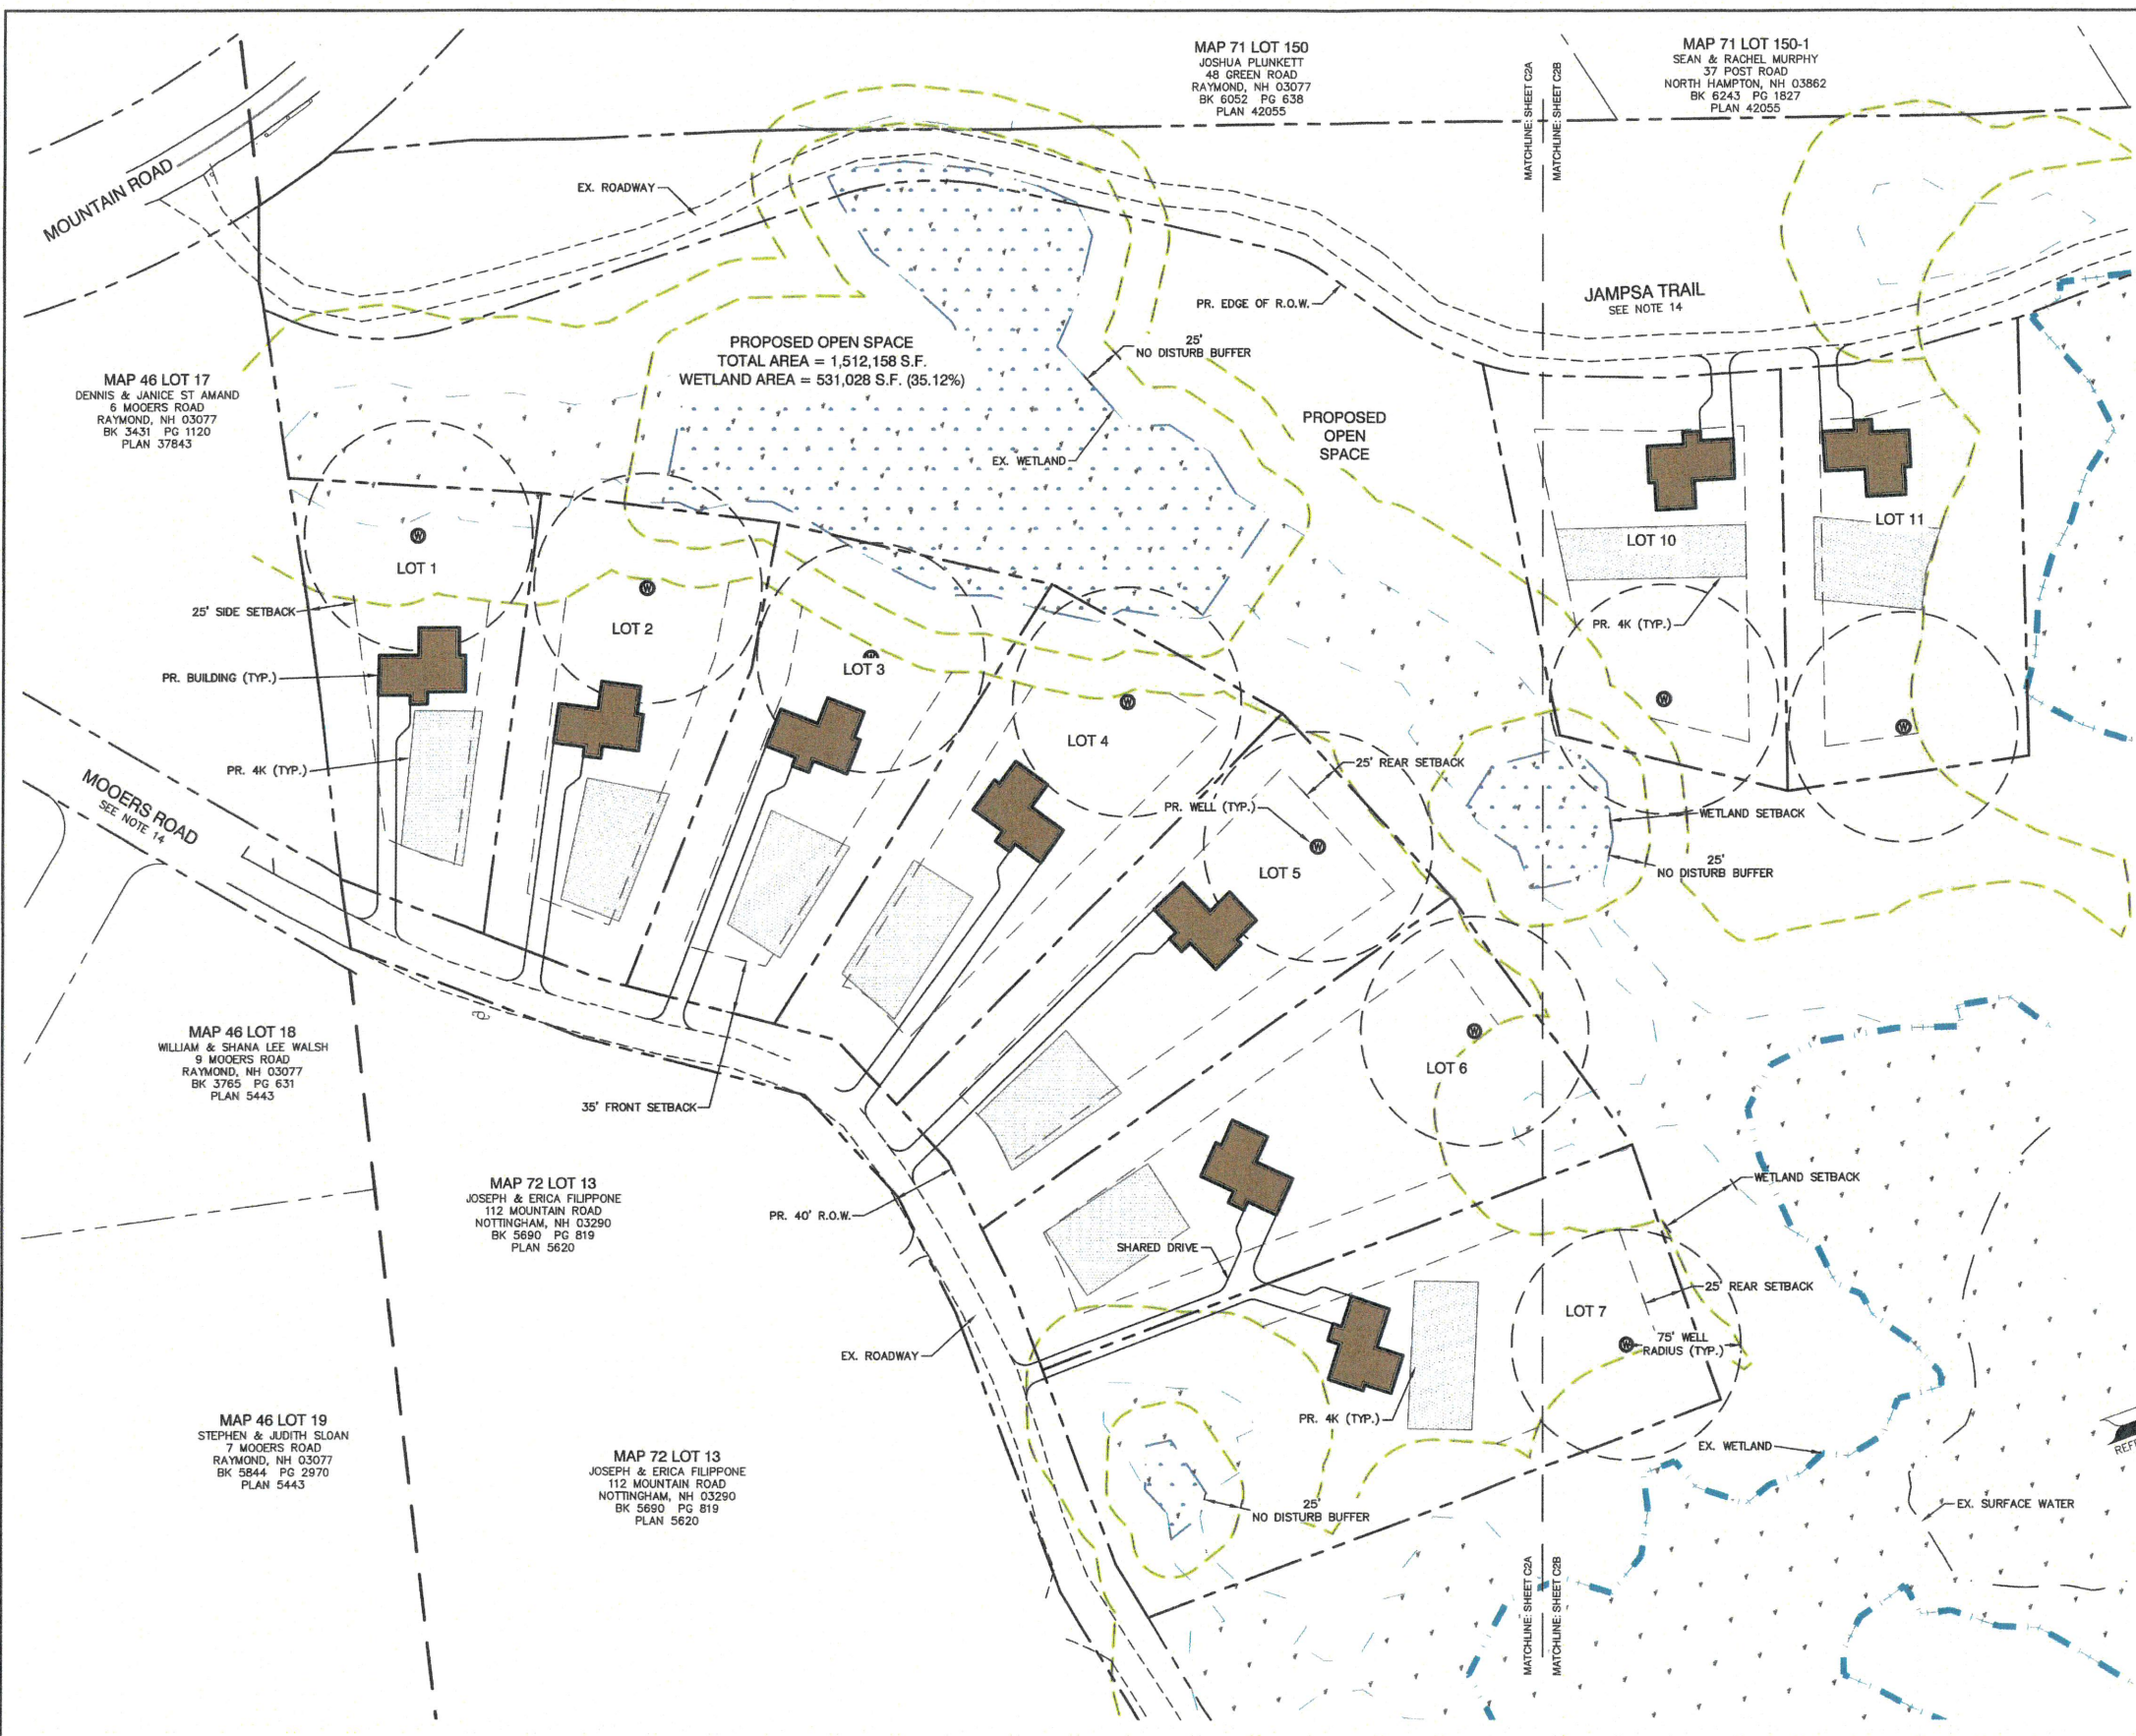 MAP 71 LOT 150
JOSHUA PLUNKETT
48 GREEN ROAD
RAYMOND, NH 03077
BK 6052 PG 638
PLAN 42055
MATCHLINE: SHEET C2A
MATCHLINE: SHEET C2B
MAP 71 LOT 150-1
SEAN & RACHEL MURPHY
37 POST ROAD
NORTH HAMPTON, NH 03862
BK 6243 PG 1827
PLAN 42055
MOUNTAIN ROAD
EX. ROADWAY
PR. EDGE OF R.O.W.
JAMPSA TRAIL
SEE NOTE 14
PROPOSED OPEN SPACE
TOTAL AREA = 1,512,158 S.F.
WETLAND AREA = 531,028 S.F. (35.12%)
25'
NO DISTURB BUFFER
MAP 46 LOT 17
DENNIS & JANICE ST AMAND
6 MOOERS ROAD
RAYMOND, NH 03077
BK 3431 PG 1120
PLAN 37843
PROPOSED
OPEN
SPACE
EX. WETLAND
W
LOT 1
W
LOT 2
W
LOT 3
LOT 10
LOT 11
25' SIDE SETBACK
PR. 4K (TYP.)
PR. BUILDING (TYP.)
W
LOT 4
W
W
25' REAR SETBACK
PR. 4K (TYP.)
PR. WELL (TYP.)
MOOERS ROAD
SEE NOTE 14
WETLAND SETBACK
W
LOT 5
25'
NO DISTURB BUFFER
W
LOT 6
MAP 46 LOT 18
WILLIAM & SHANA LEE WALSH
9 MOOERS ROAD
RAYMOND, NH 03077
BK 3765 PG 631
PLAN 5443
35' FRONT SETBACK
MAP 72 LOT 13
JOSEPH & ERICA FILIPPONE
112 MOUNTAIN ROAD
NOTTINGHAM, NH 03290
BK 5690 PG 819
PLAN 5620
PR. 40' R.O.W.
WETLAND SETBACK
SHARED DRIVE
25' REAR SETBACK
LOT 7
W
75' WELL
RADIUS (TYP.)
EX. ROADWAY
PR. 4K (TYP.)
MAP 46 LOT 19
STEPHEN & JUDITH SLOAN
7 MOOERS ROAD
RAYMOND, NH 03077
BK 5844 PG 2970
PLAN 5443
MAP 72 LOT 13
JOSEPH & ERICA FILIPPONE
112 MOUNTAIN ROAD
NOTTINGHAM, NH 03290
BK 5690 PG 819
PLAN 5620
EX. WETLAND
25'
NO DISTURB BUFFER
EX. SURFACE WATER
MATCHLINE: SHEET C2A
MATCHLINE: SHEET C2B